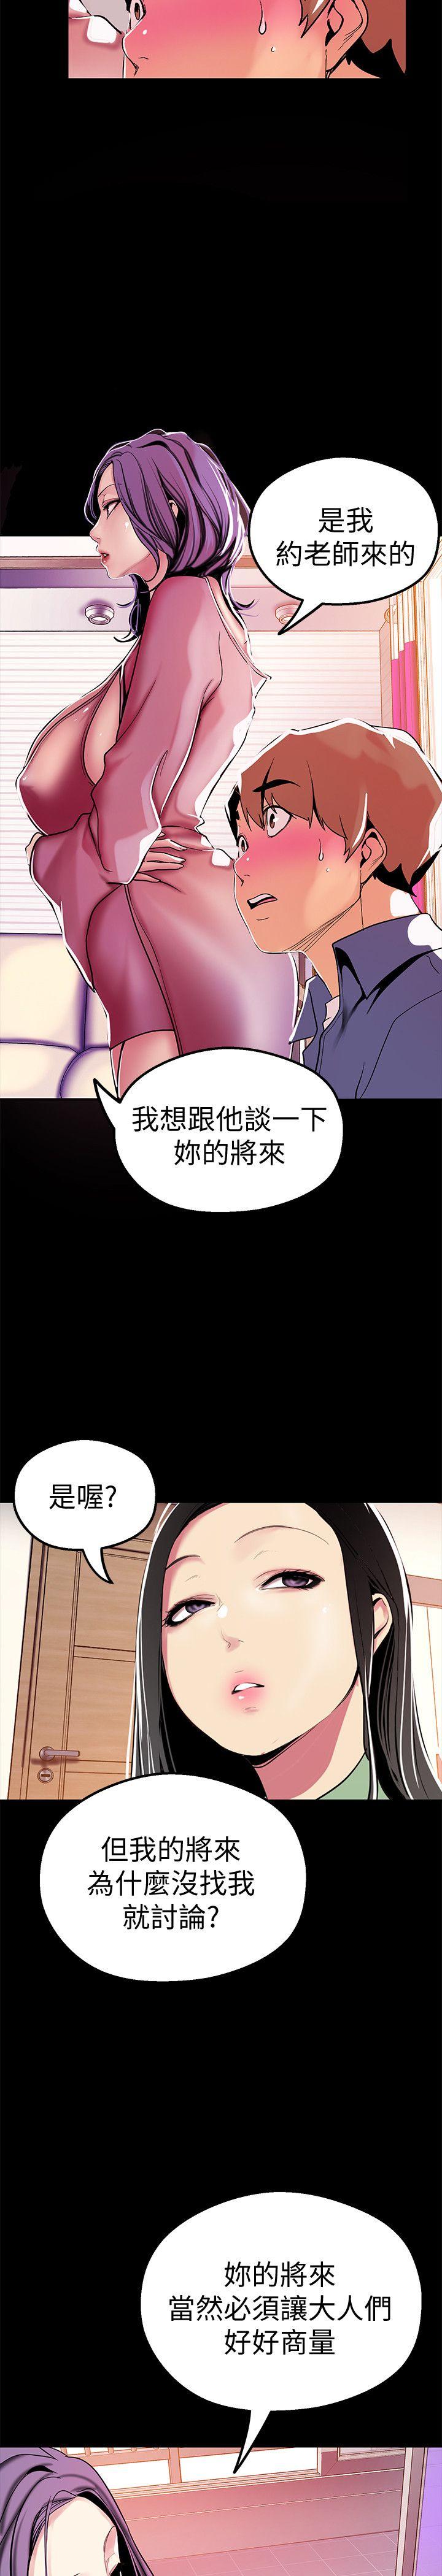 是我
約老師來的
我想跟他談一下
妳的將來
是喔?
但我的將來
為什麼沒找我
就討論?
妳的將來
當然必須讓大人們
好好商量